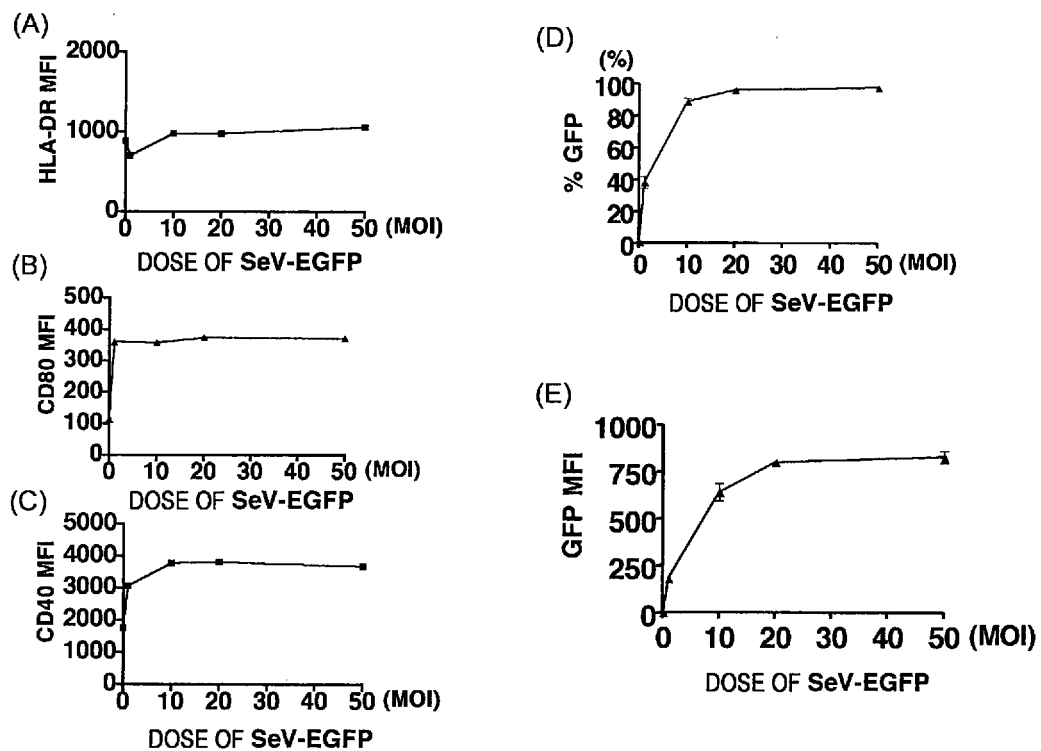 (A)
HLA-DR MFI
2000
1000
0
0 10 20 30 40 50 (MOI)
DOSE OF SeV-EGFP
(B)
CD80 MFI
500
400
300
200
100
0
0 10 20 30 40 50 (MOI)
DOSE OF SeV-EGFP
(C)
CD40 MFI
5000
4000
3000
2000
1000
0
0 10 20 30 40 50 (MOI)
DOSE OF SeV-EGFP
(D)
(%)
% GFP
100
80
60
40
20
0
0 10 20 30 40 50 (MOI)
DOSE OF SeV-EGFP
(E)
GFP MFI
1000
750
500
250
0
0 10 20 30 40 50 (MOI)
DOSE OF SeV-EGFP